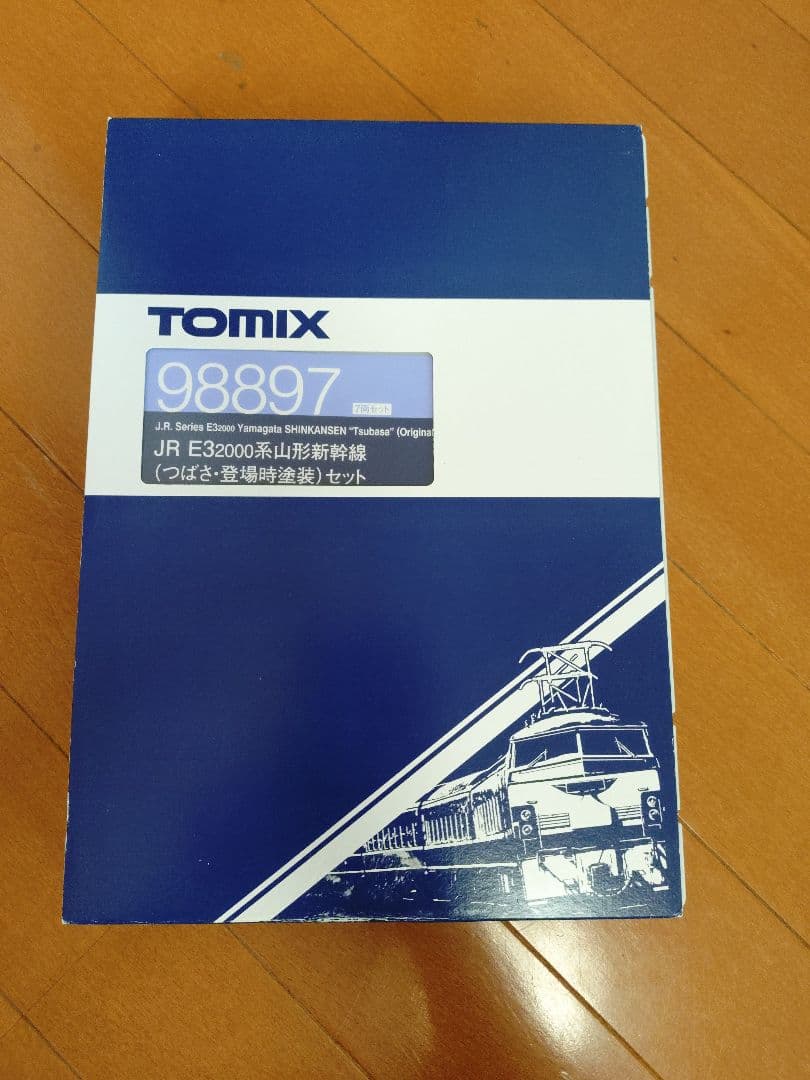 TOMIX
98897
7両セット
J.R. Series E32000 Yamagata SHINKANSEN "Tsubasa" (Original
JR E32000系山形新幹線
(つばさ・登場時塗装)セット